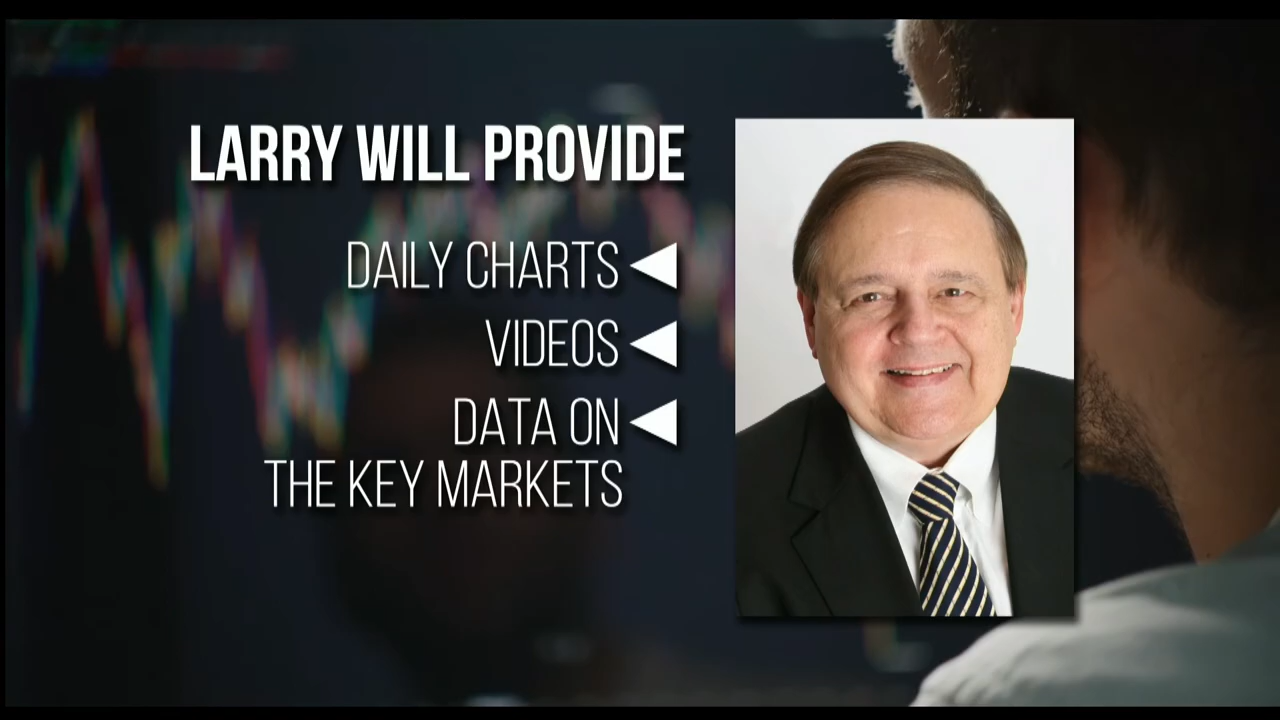 LARRY WILL PROVIDE
DAILY CHARTS
VIDEOS
DATA ON
THE KEY MARKETS